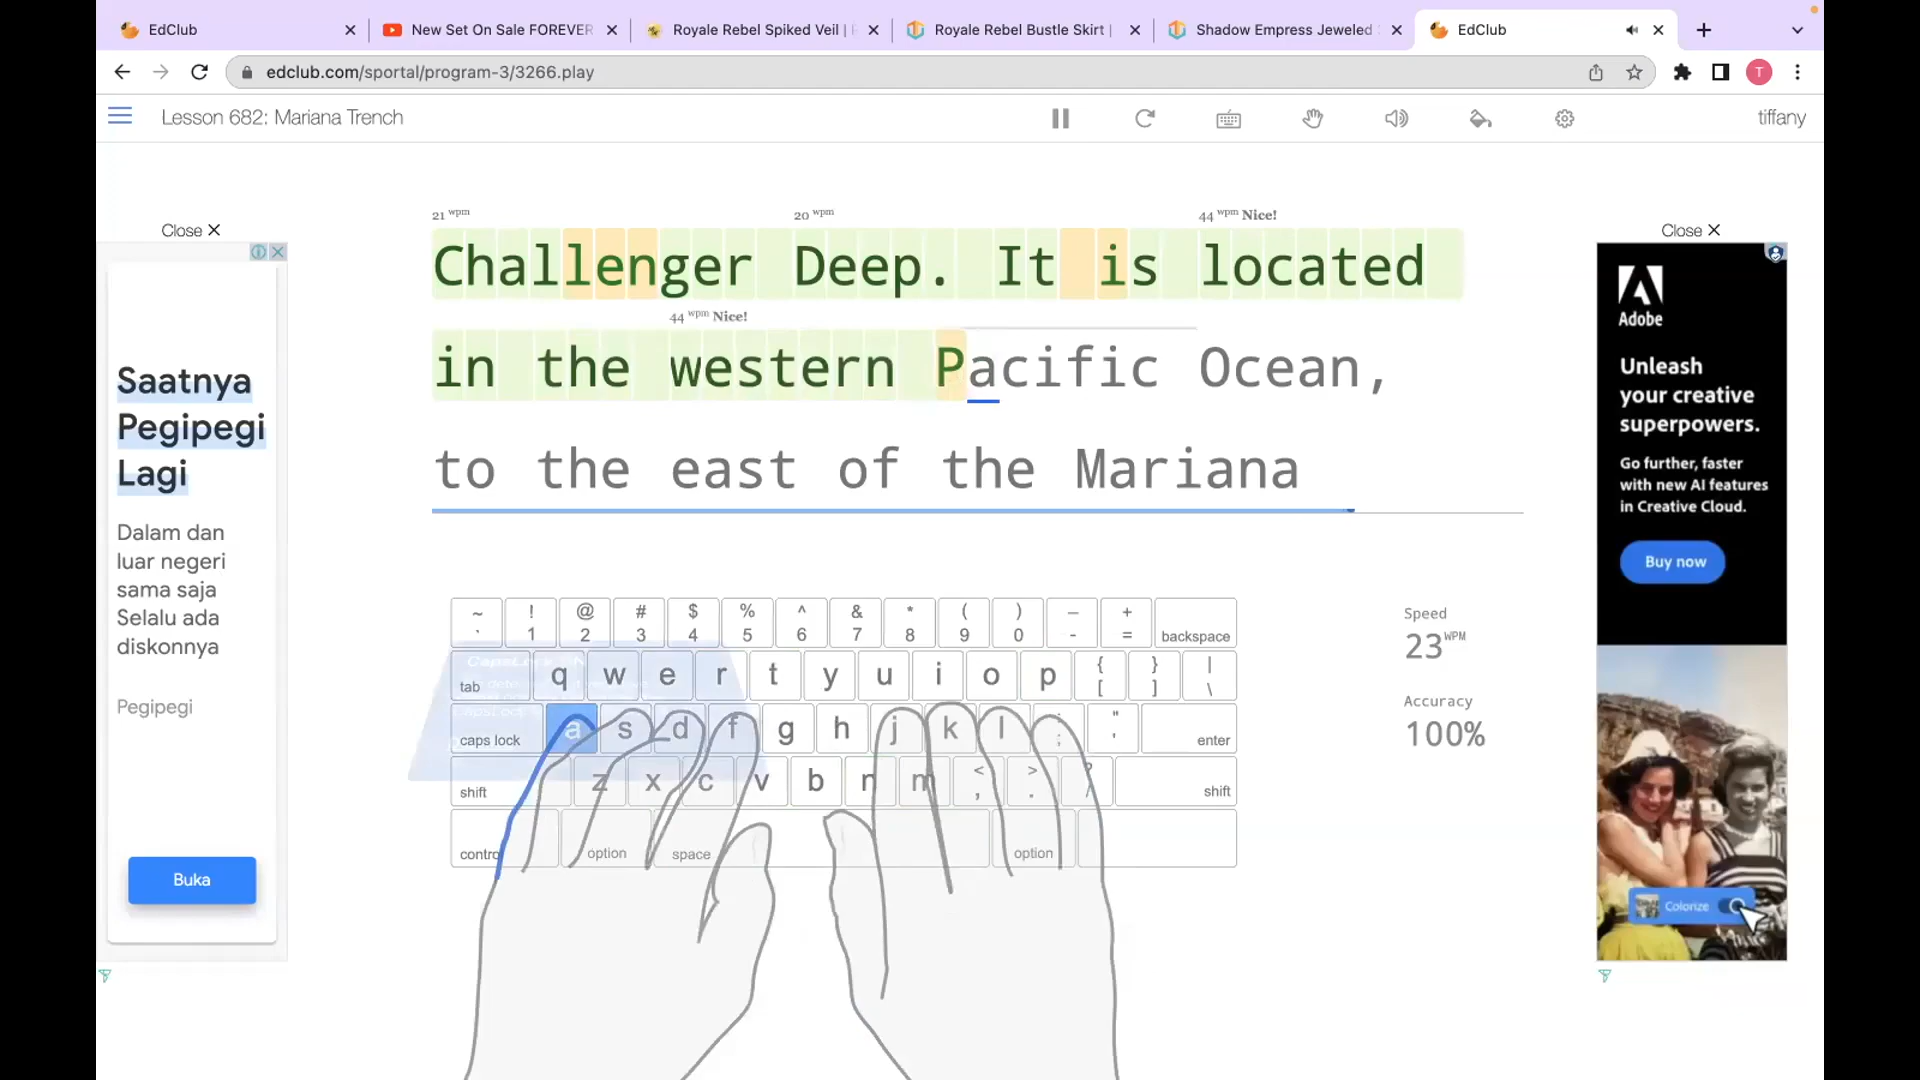 EdClub
New Set On Sale FOREVER
Royale Rebel Spiked Veil |
Royale Rebel Bustle Skirt |
Shadow Empress Jeweled
EdClub
edclub.com/sportal/program-3/3266.play
T
Lesson 682: Mariana Trench
tiffany
Close
Close
21 wpm
20 wpm
44 wpm Nice!
Challenger Deep. It is located
44 wpm Nice!
in the western Pacific Ocean,
to the east of the Mariana
Saatnya
Pegipegi
Lagi
Dalam dan
luar negeri
sama saja
Selalu ada
diskonnya
Pegipegi
Buka
Adobe
Unleash
your creative
superpowers.
Go further, faster
with new AI features
in Creative Cloud.
Buy now
Colorize
Speed
23 WPM
Accuracy
100%
~ ! @ # $ % ^ & * ( ) – +
` 1 2 3 4 5 6 7 8 9 0 - = backspace
tab q w e r t y u i o p { [ } ] | \
caps lock a s d f g h j k l ; " ' enter
shift z x c v b n m < , > . ? / shift
option space option